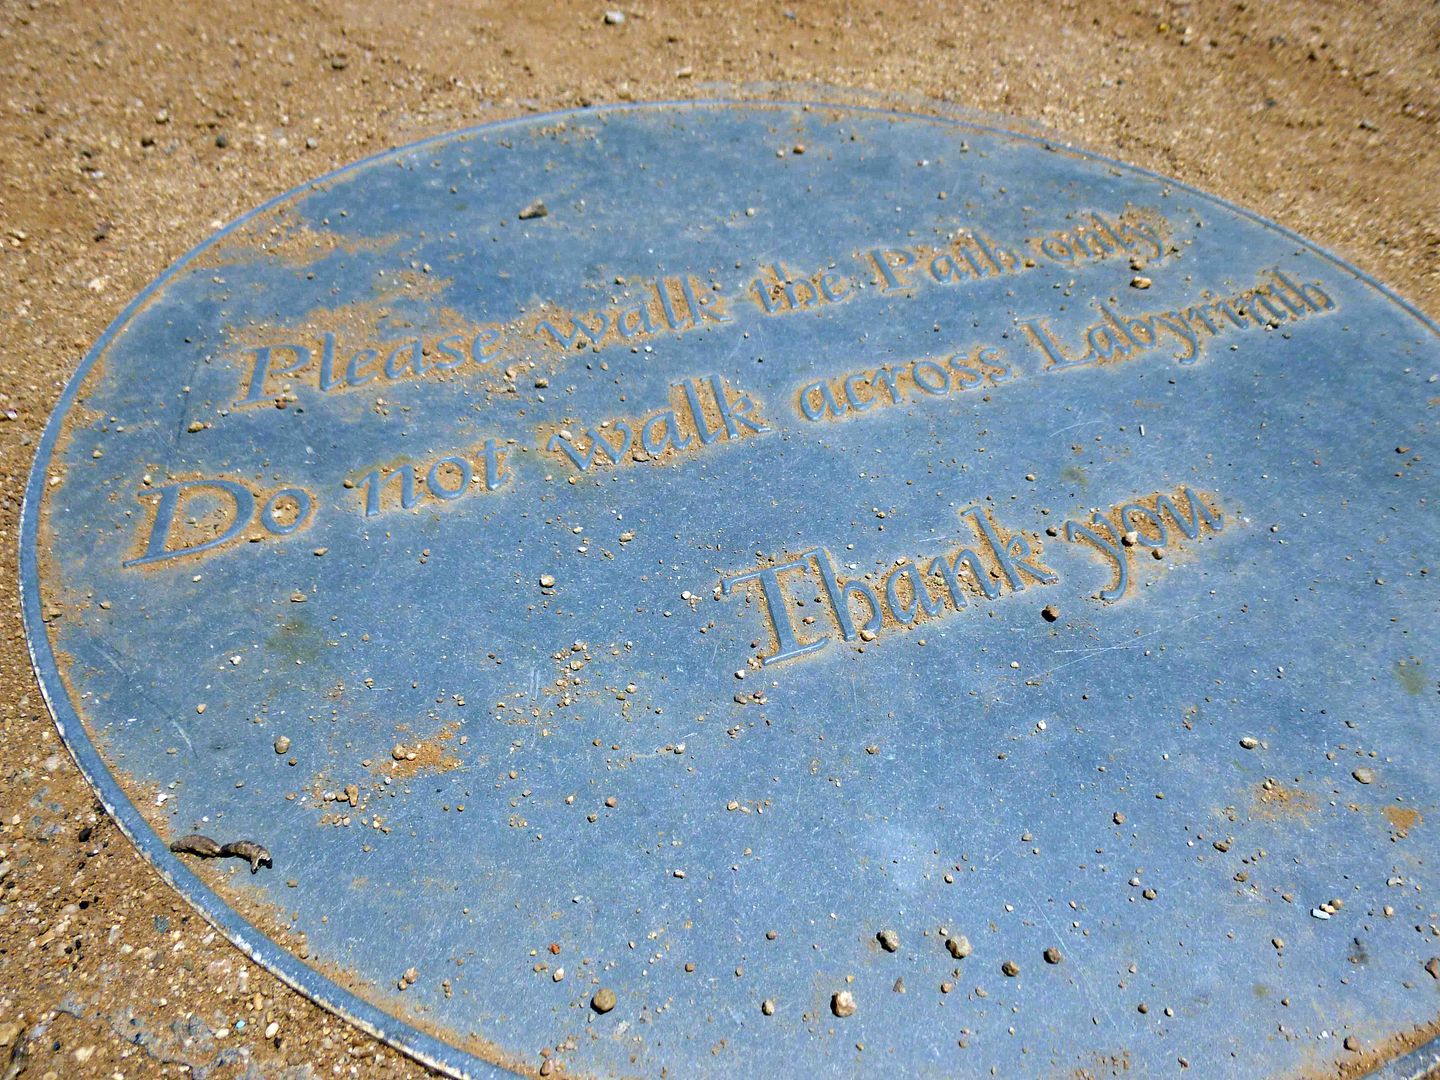 Please walk the Path only
Do not walk across Labyrinth
Thank you